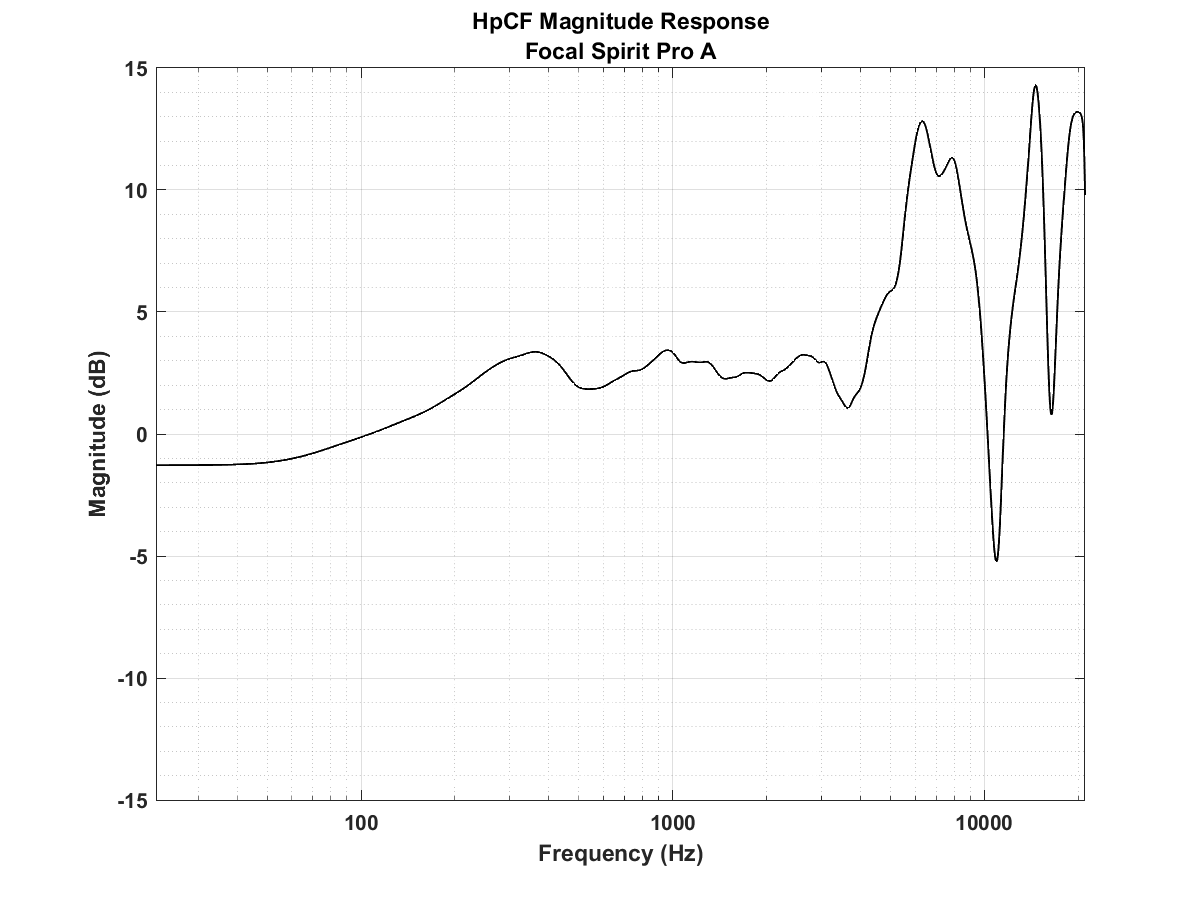 HpCF Magnitude Response
Focal Spirit Pro A
15
10
5
0
-5
-10
-15
Magnitude (dB)
100 1000 10000
Frequency (Hz)